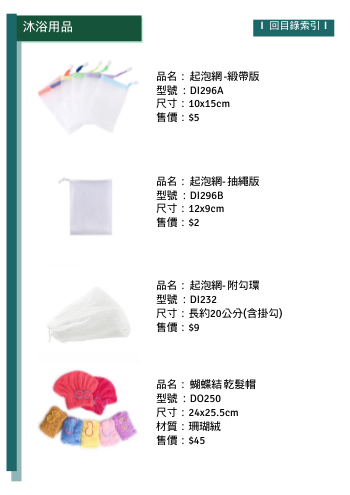 沐浴用品
I 回目錄索引 I
品名 : 起泡網-緞帶版
型號 : DI296A
尺寸 : 10x15cm
售價 : $5
品名 : 起泡網-抽繩版
型號 : DI296B
尺寸 : 12x9cm
售價 : $2
品名 : 起泡網-附勾環
型號 : DI232
尺寸 : 長約20公分(含掛勾)
售價 : $9
品名 : 蝴蝶結乾髮帽
型號 : DO250
尺寸 : 24x25.5cm
材質 : 珊瑚絨
售價 : $45